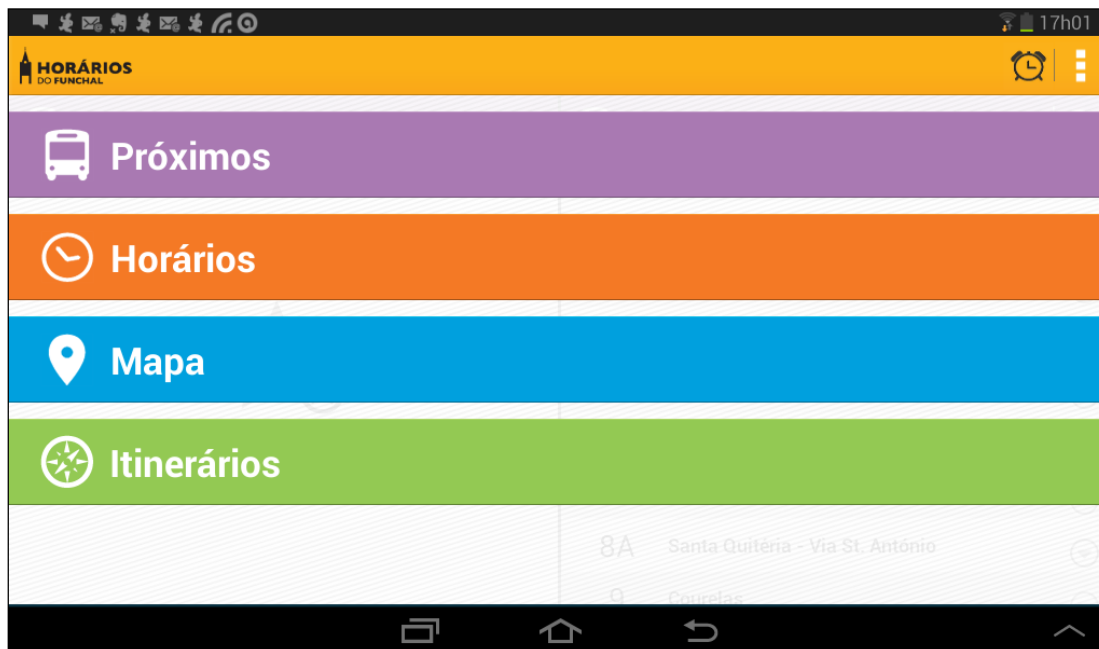 17h01
HORÁRIOS
DO FUNCHAL
Próximos
Horários
Mapa
Itinerários
8A Santa Quitéria - Via St. António
9 Courelas